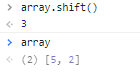 > array.shift()
< 3
> array
< (2) [5, 2]